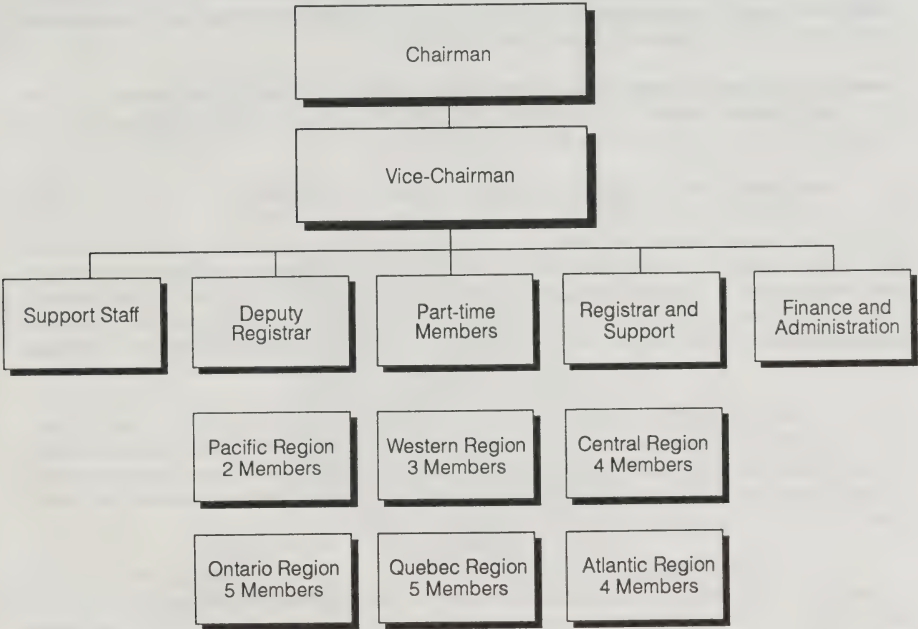 Chairman
Vice-Chairman
Support Staff
Deputy
Registrar
Part-time
Members
Registrar and
Support
Finance and
Administration
Pacific Region
2 Members
Western Region
3 Members
Central Region
4 Members
Ontario Region
5 Members
Quebec Region
5 Members
Atlantic Region
4 Members